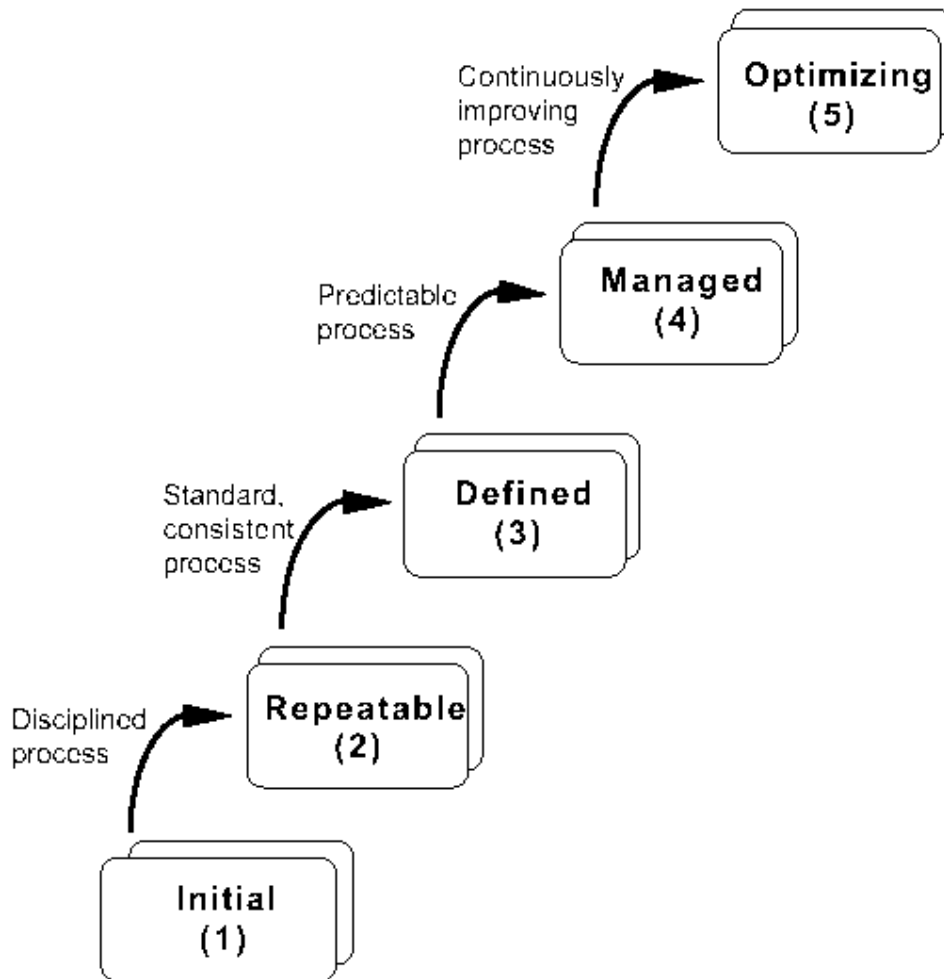 Continuously
improving
process
Optimizing
(5)
Predictable
process
Managed
(4)
Standard,
consistent
process
Defined
(3)
Disciplined
process
Repeatable
(2)
Initial
(1)